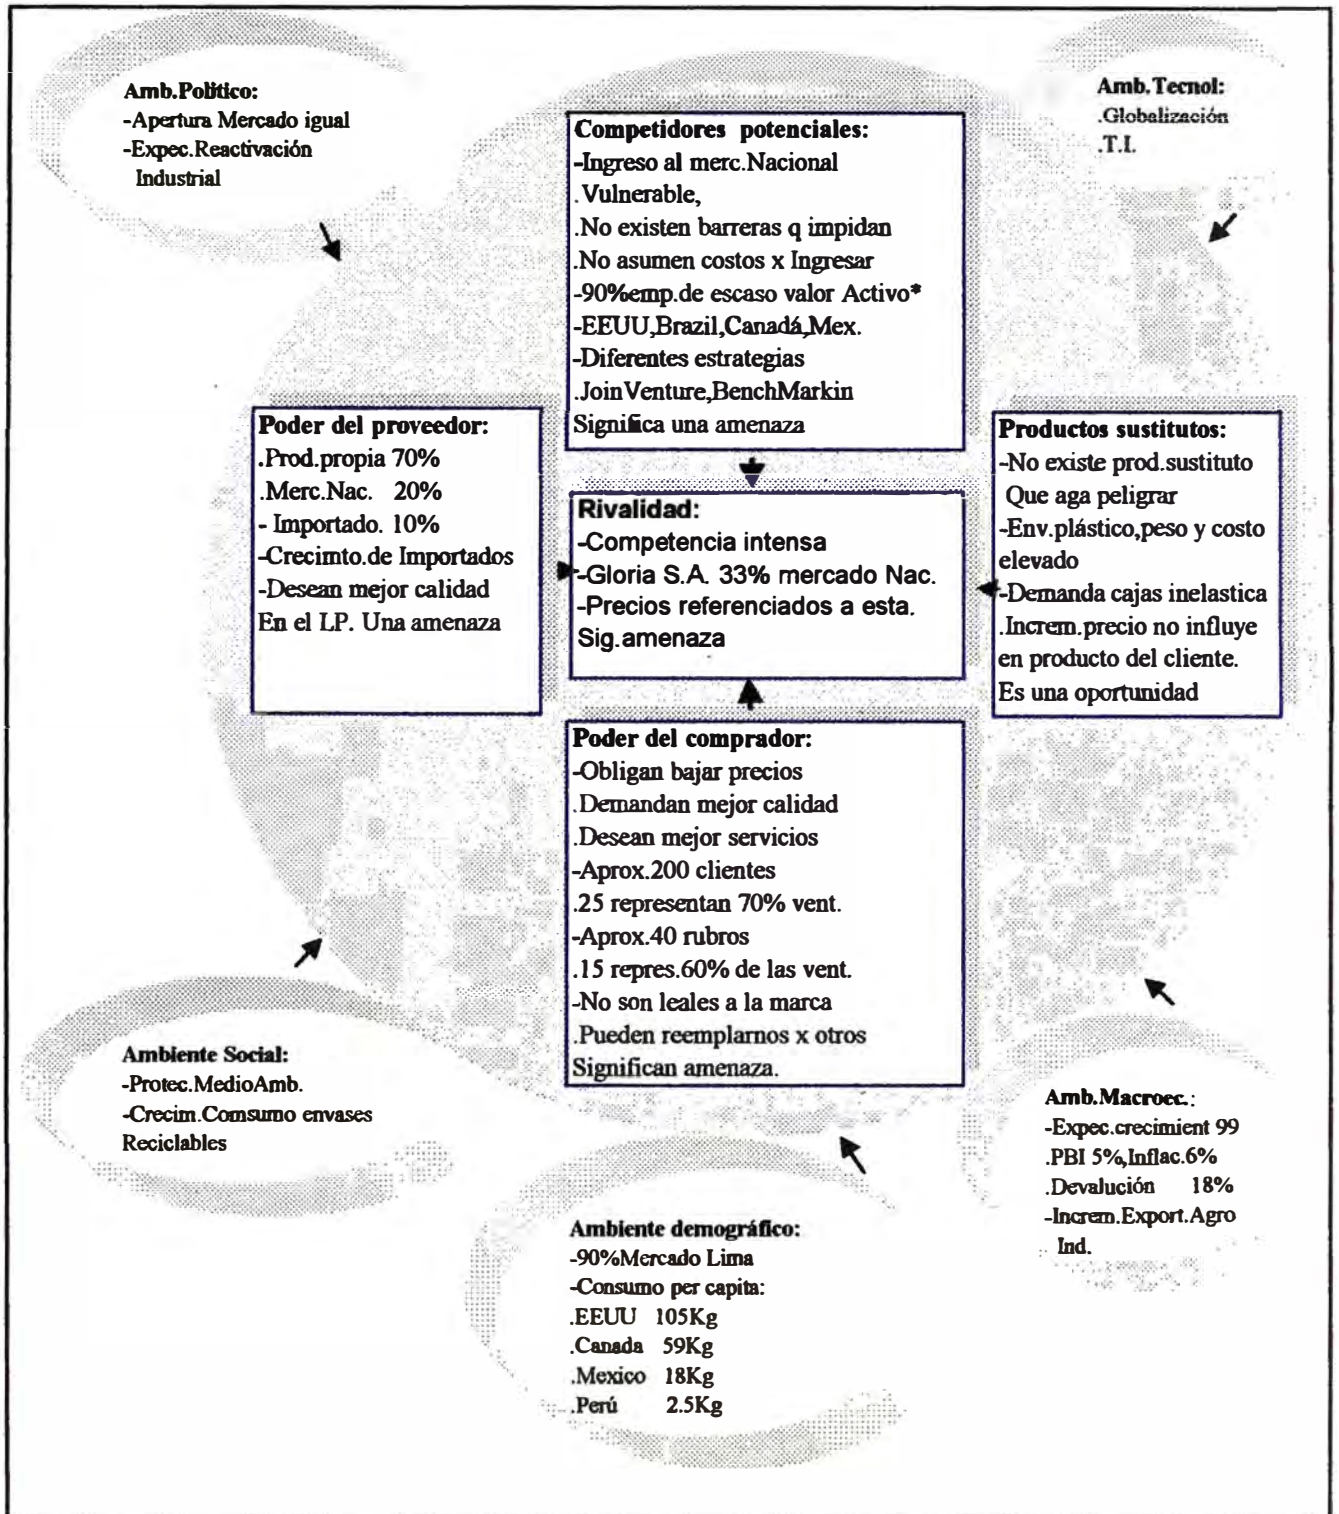 Amb.Politico:
-Apertura Mercado igual
-Expec.Reactivación
Industrial
Amb.Tecnol:
.Globalización
.T.I.
Competidores potenciales:
-Ingreso al merc.Nacional
.Vulnerable,
.No existen barreras q impidan
.No asumen costos x Ingresar
-90%emp.de escaso valor Activo*
-EEUU,Brazil,Canadá,Mex.
-Diferentes estrategias
.JoinVenture,BenchMarkin
Significa una amenaza
Poder del proveedor:
.Prod.propia 70%
.Merc.Nac. 20%
- Importado. 10%
-Crecimto.de Importados
-Desean mejor calidad
En el LP. Una amenaza
Rivalidad:
-Competencia intensa
-Gloria S.A. 33% mercado Nac.
-Precios referenciados a esta.
Sig.amenaza
Productos sustitutos:
-No existe prod.sustituto
Que aga peligrar
-Env.plástico,peso y costo
elevado
-Demanda cajas inelastica
.Increm.precio no influye
en producto del cliente.
Es una oportunidad
Poder del comprador:
-Obligan bajar precios
.Demandan mejor calidad
.Desean mejor servicios
-Aprox.200 clientes
.25 representan 70% vent.
-Aprox.40 rubros
.15 repres.60% de las vent.
-No son leales a la marca
.Pueden reemplarnos x otros
Significan amenaza.
Ambiente Social:
-Protec.MedioAmb.
-Crecim.Comsumo envases
Reciclables
Amb.Macroec.:
-Expec.crecimient 99
.PBI 5%,Inflac.6%
.Devalución 18%
-Increm.Export.Agro
Ind.
Ambiente demográfico:
-90%Mercado Lima
-Consumo per capita:
.EEUU 105Kg
.Canada 59Kg
.Mexico 18Kg
.Perú 2.5Kg